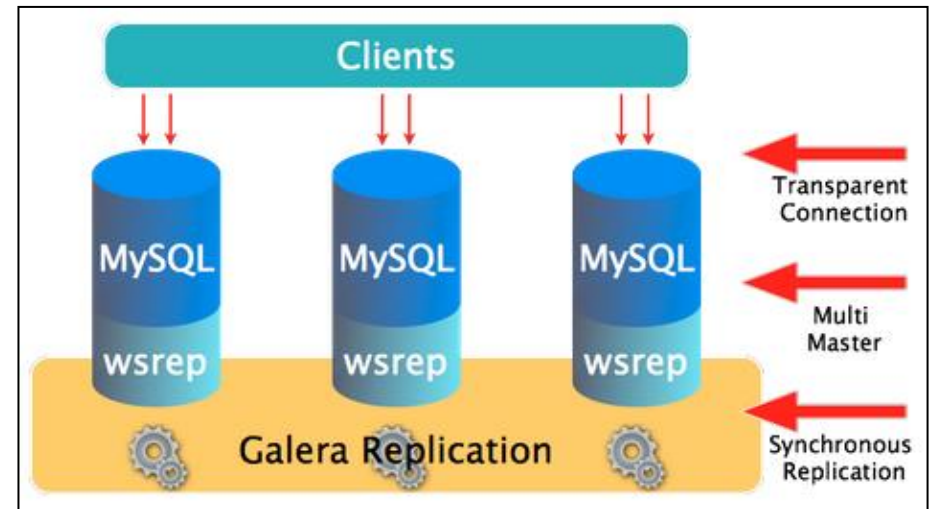 Clients
Transparent
Connection
MySQL MySQL MySQL
Multi
Master
wsrep wsrep wsrep
Galera Replication
Synchronous
Replication